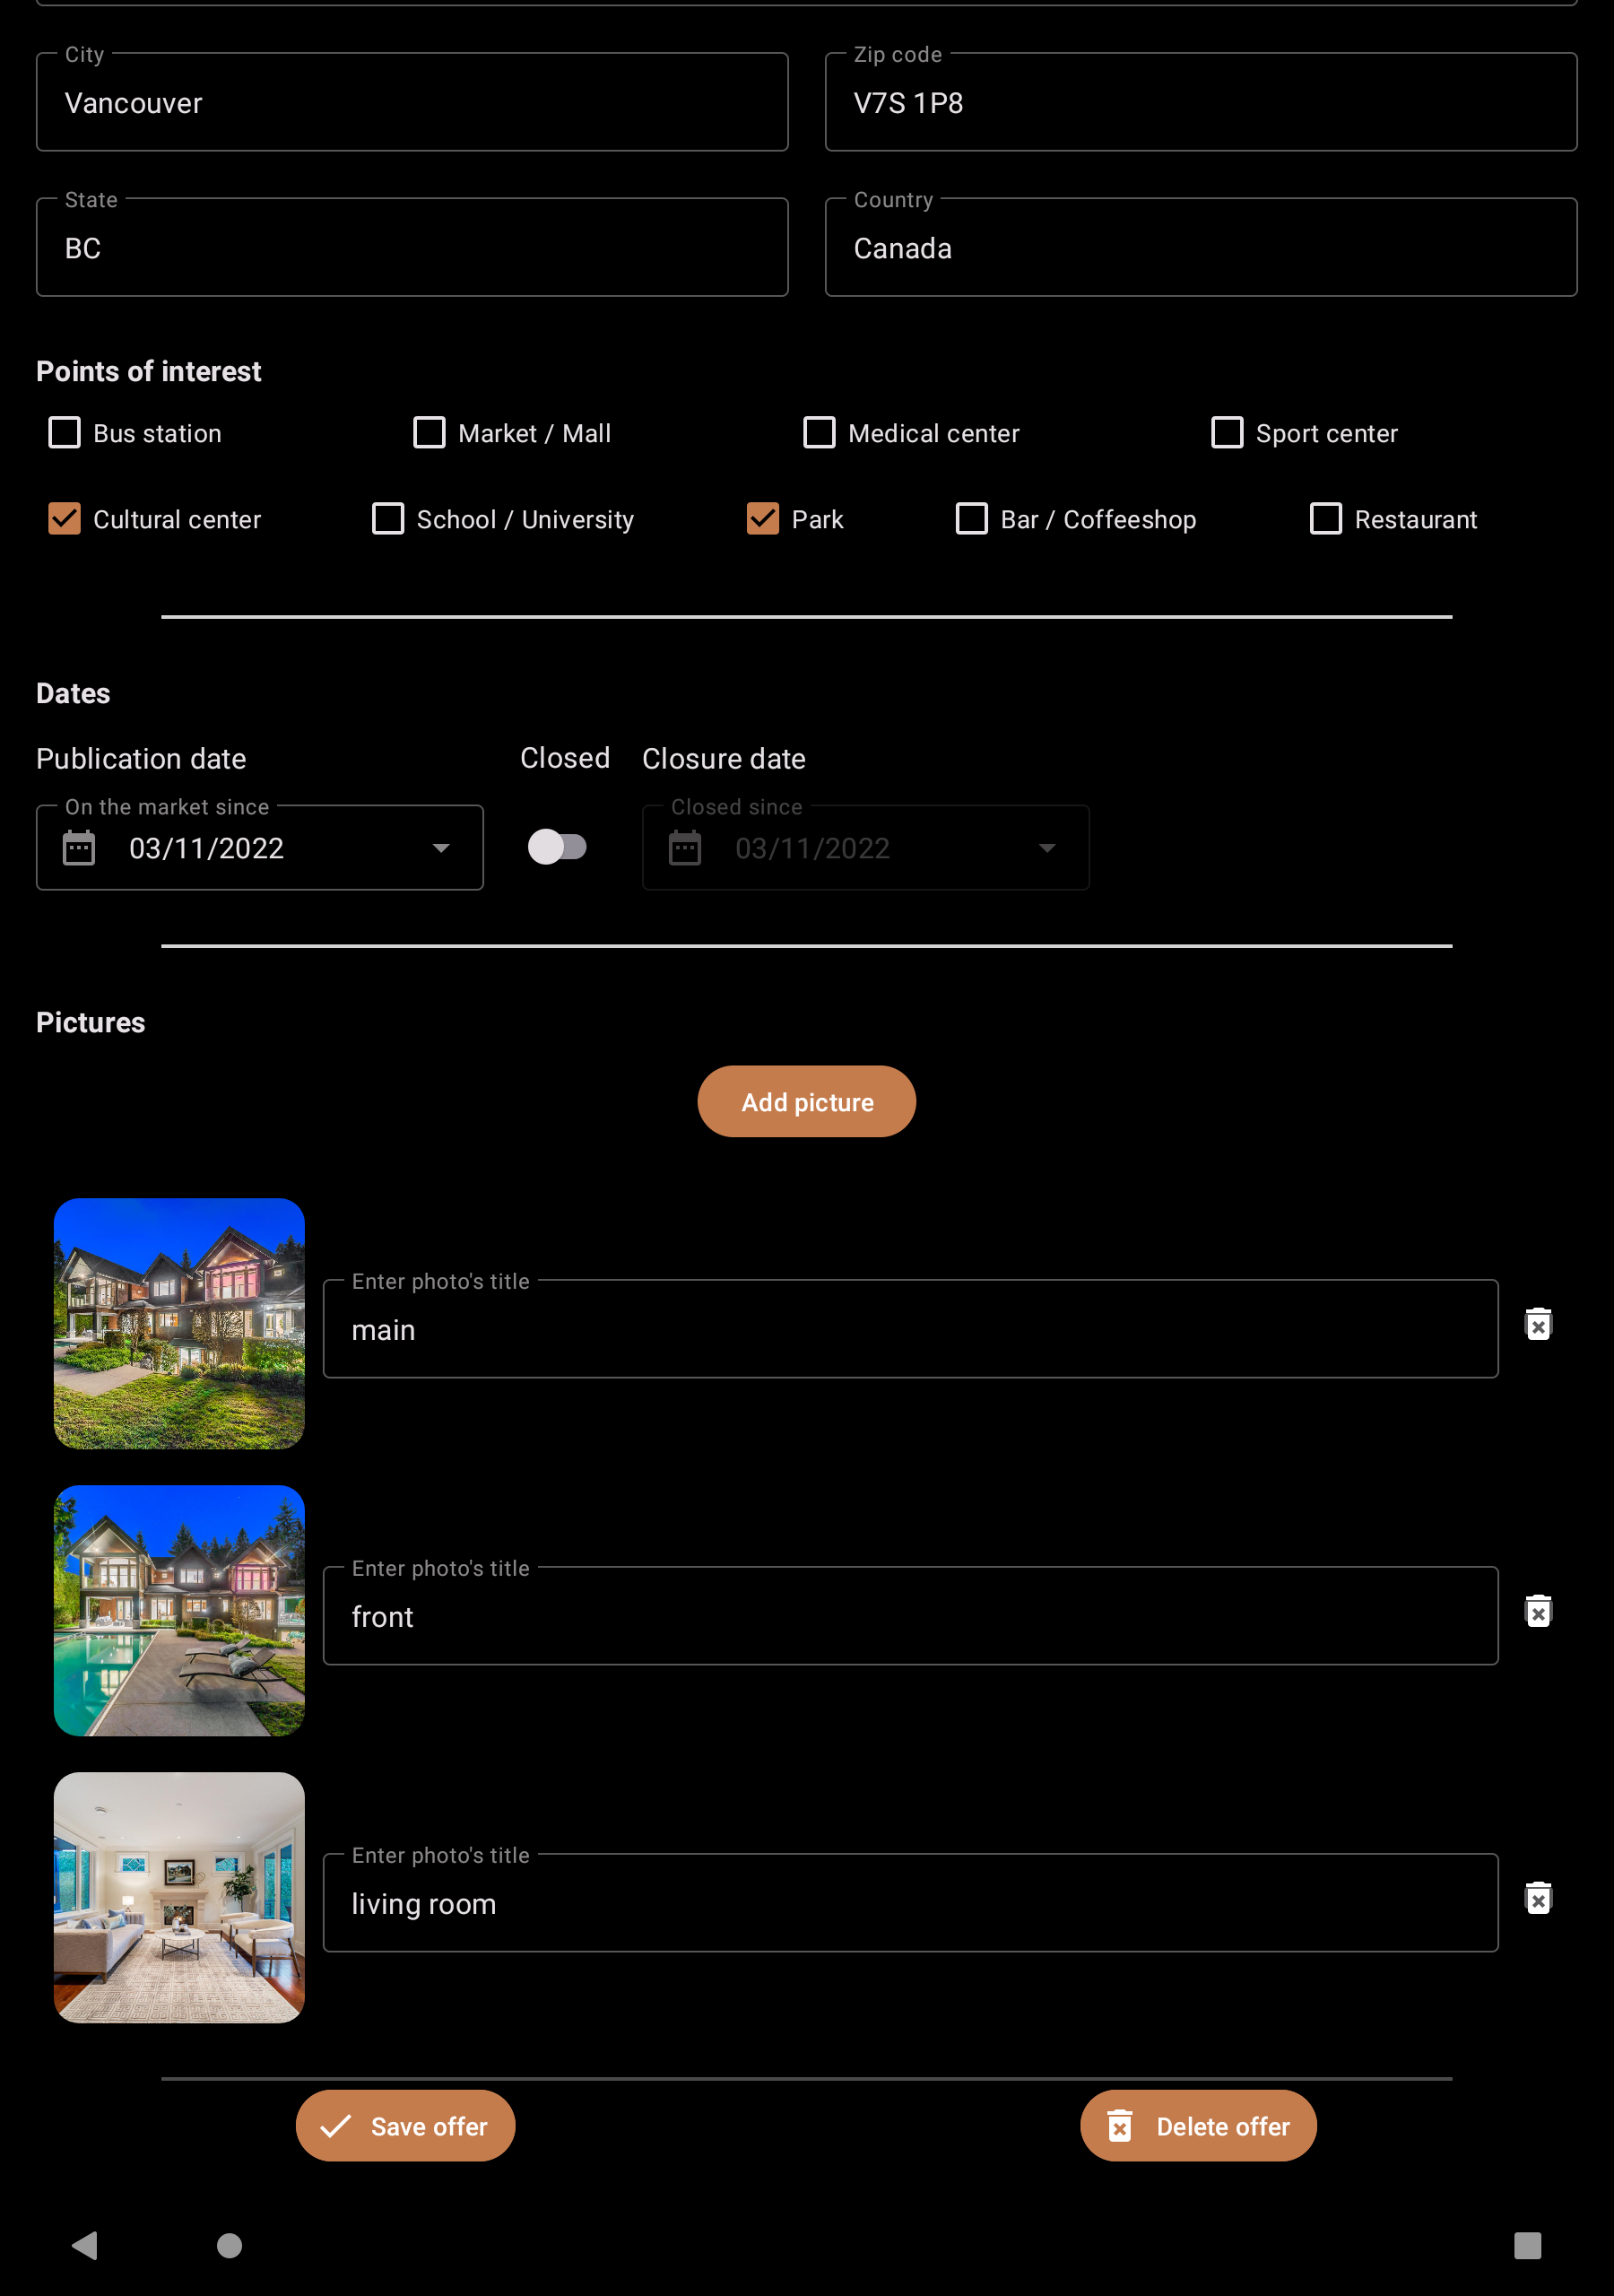 City
Zip code
Vancouver
V7S 1P8
State
Country
BC
Canada
Points of interest
Bus station
Market / Mall
Medical center
Sport center
Cultural center
School / University
Park
Bar / Coffeeshop
Restaurant
Dates
Publication date
Closed
Closure date
On the market since
03/11/2022
Closed since
03/11/2022
Pictures
Add picture
Enter photo's title
main
Enter photo's title
front
Enter photo's title
living room
Save offer
Delete offer